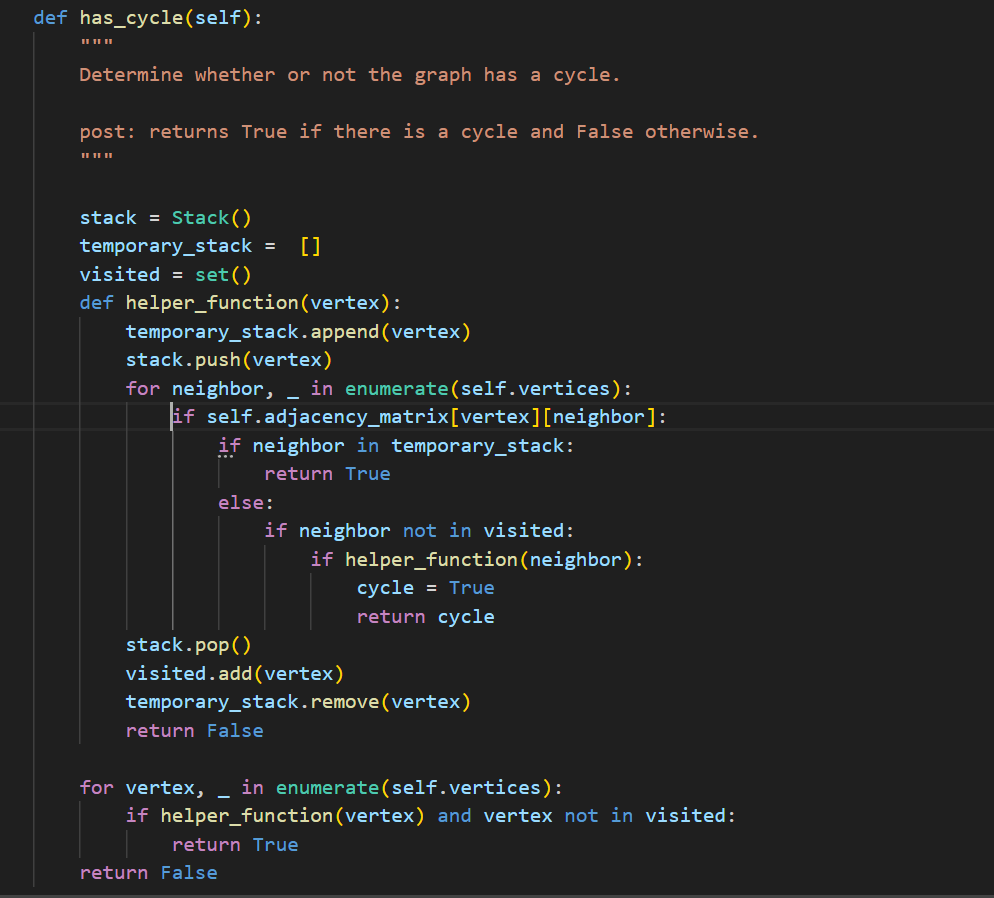 def has_cycle(self):
    """
    Determine whether or not the graph has a cycle.

    post: returns True if there is a cycle and False otherwise.
    """

    stack = Stack()
    temporary_stack =  []
    visited = set()
    def helper_function(vertex):
        temporary_stack.append(vertex)
        stack.push(vertex)
        for neighbor, _ in enumerate(self.vertices):
            if self.adjacency_matrix[vertex][neighbor]:
                if neighbor in temporary_stack:
                    return True
                else:
                    if neighbor not in visited:
                        if helper_function(neighbor):
                            cycle = True
                            return cycle
        stack.pop()
        visited.add(vertex)
        temporary_stack.remove(vertex)
        return False

    for vertex, _ in enumerate(self.vertices):
        if helper_function(vertex) and vertex not in visited:
            return True
    return False